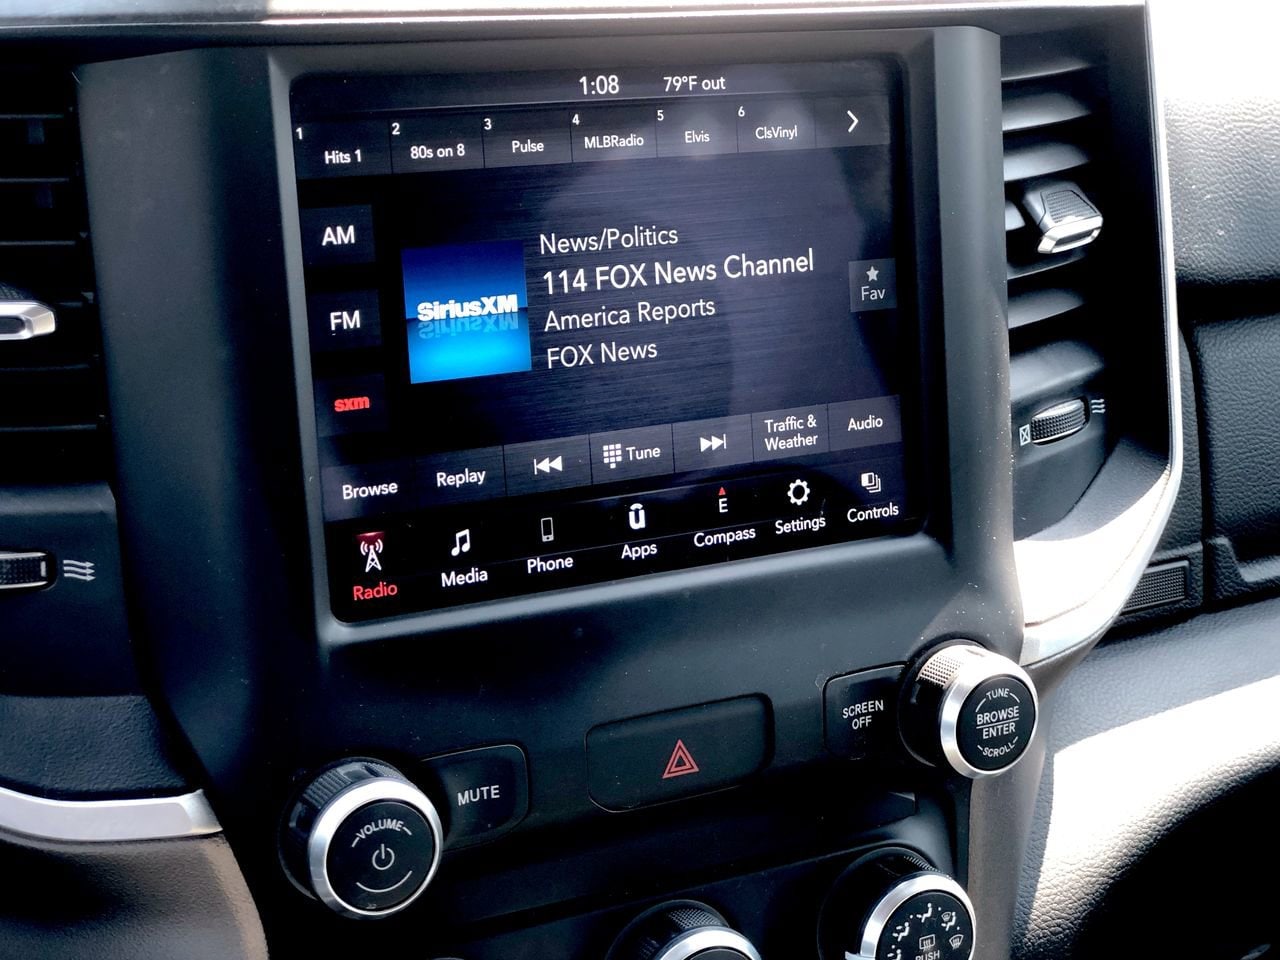 1:08 79°F out
1 Hits 1 2 80s on 8 3 Pulse 4 MLBRadio 5 Elvis 6 ClsVinyl
AM
FM
sxm
SiriusXM
News/Politics
114 FOX News Channel
America Reports
FOX News
Fav
Browse Replay Tune Traffic & Weather Audio
Radio Media Phone Apps E Compass Settings Controls
VOLUME
MUTE
SCREEN
OFF
TUNE
BROWSE
ENTER
SCROLL
PUSH